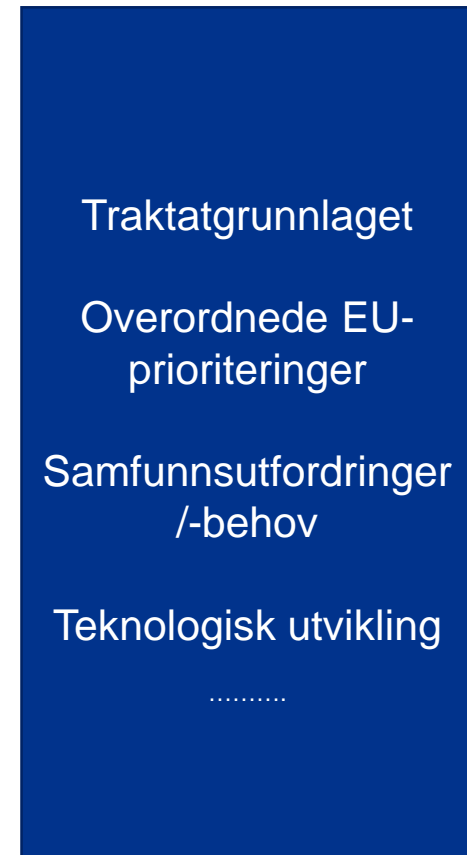 Traktatgrunnlaget
Overordnede EU-
prioriteringer
Samfunnsutfordringer
/-behov
Teknologisk utvikling
..........